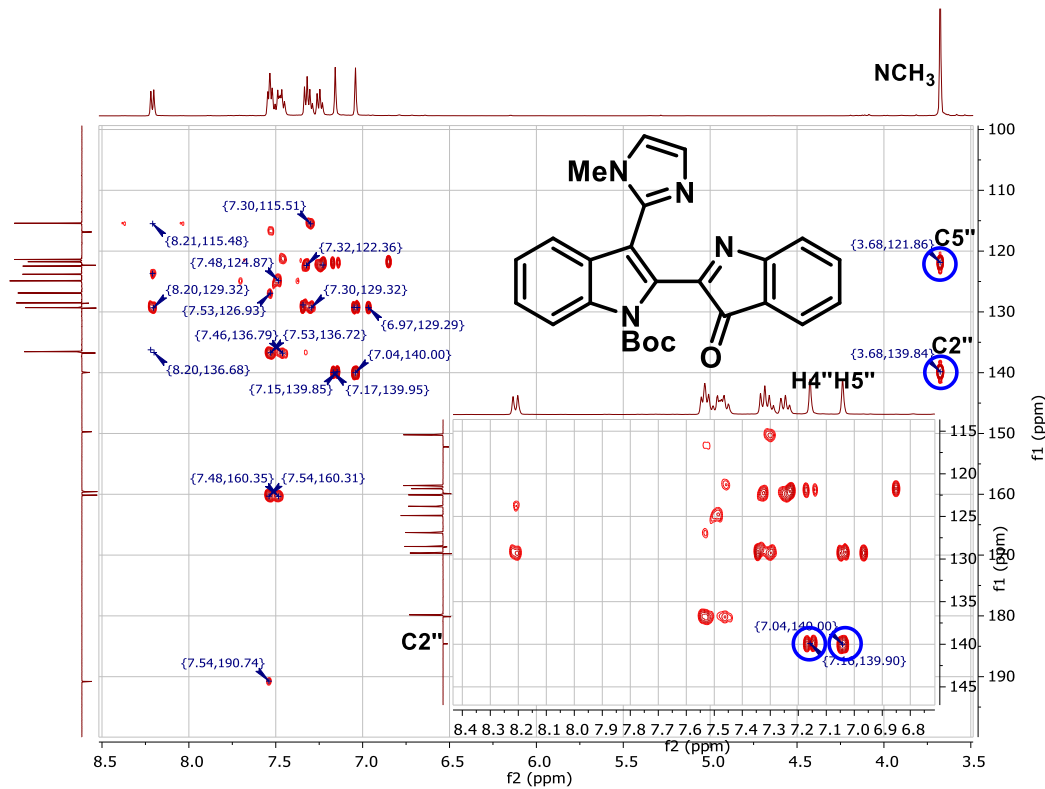 NCH3
100
110
120
130
140
150
160
170
180
190
f1 (ppm)
{7.30,115.51}
{8.21,115.48}
{7.32,122.36}
{7.48,124.87}
{8.20,129.32}
{7.30,129.32}
{7.53,126.93}
{6.97,129.29}
{7.46,136.79}
{7.53,136.72}
{8.20,136.68}
{7.04,140.00}
{7.15,139.85}
{7.17,139.95}
{7.48,160.35}
{7.54,160.31}
{7.54,190.74}
MeN
N
N
N
Boc
O
{3.68,121.86}
C5''
{3.68,139.84}
C2''
H4''H5''
115
120
125
130
135
140
145
f1 (ppm)
C2''
{7.04,140.00}
{7.16,139.90}
8.4 8.3 8.2 8.1 8.0 7.9 7.8 7.7 7.6 7.5 7.4 7.3 7.2 7.1 7.0 6.9 6.8
f2 (ppm)
8.5 8.0 7.5 7.0 6.5 6.0 5.5 5.0 4.5 4.0 3.5
f2 (ppm)